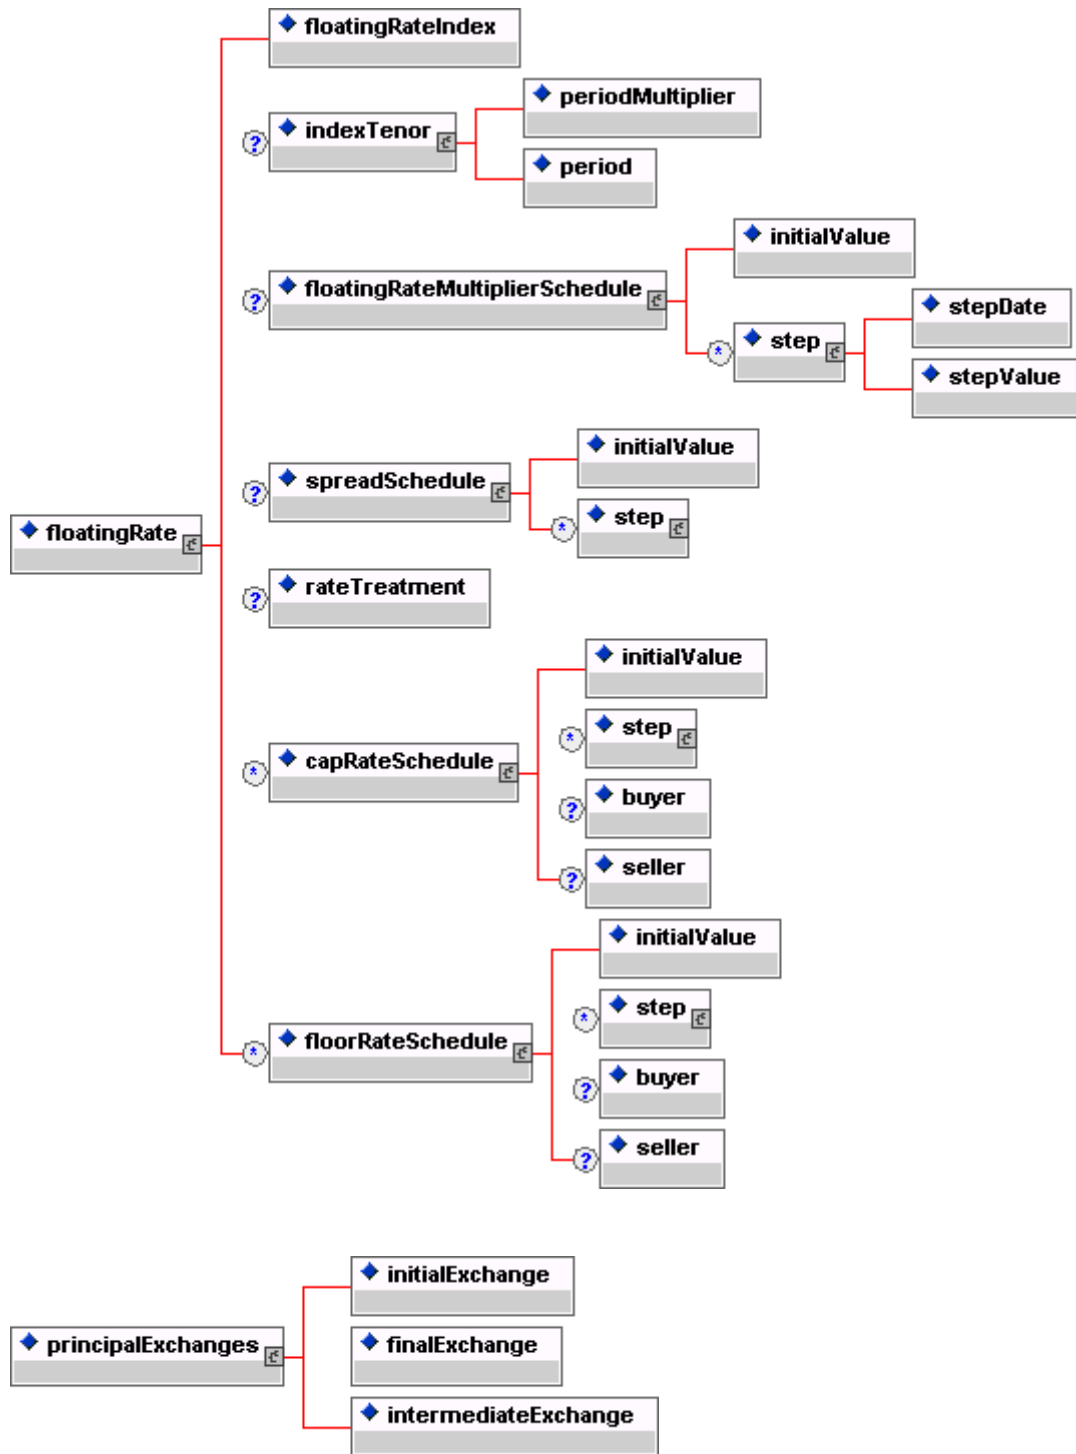 floatingRateIndex
periodMultiplier
? indexTenor
period
initialValue
? floatingRateMultiplierSchedule
stepDate
* step
stepValue
initialValue
? spreadSchedule
* step
floatingRate
? rateTreatment
initialValue
* step
* capRateSchedule
? buyer
? seller
initialValue
* step
* floorRateSchedule
? buyer
? seller
initialExchange
principalExchanges
finalExchange
intermediateExchange